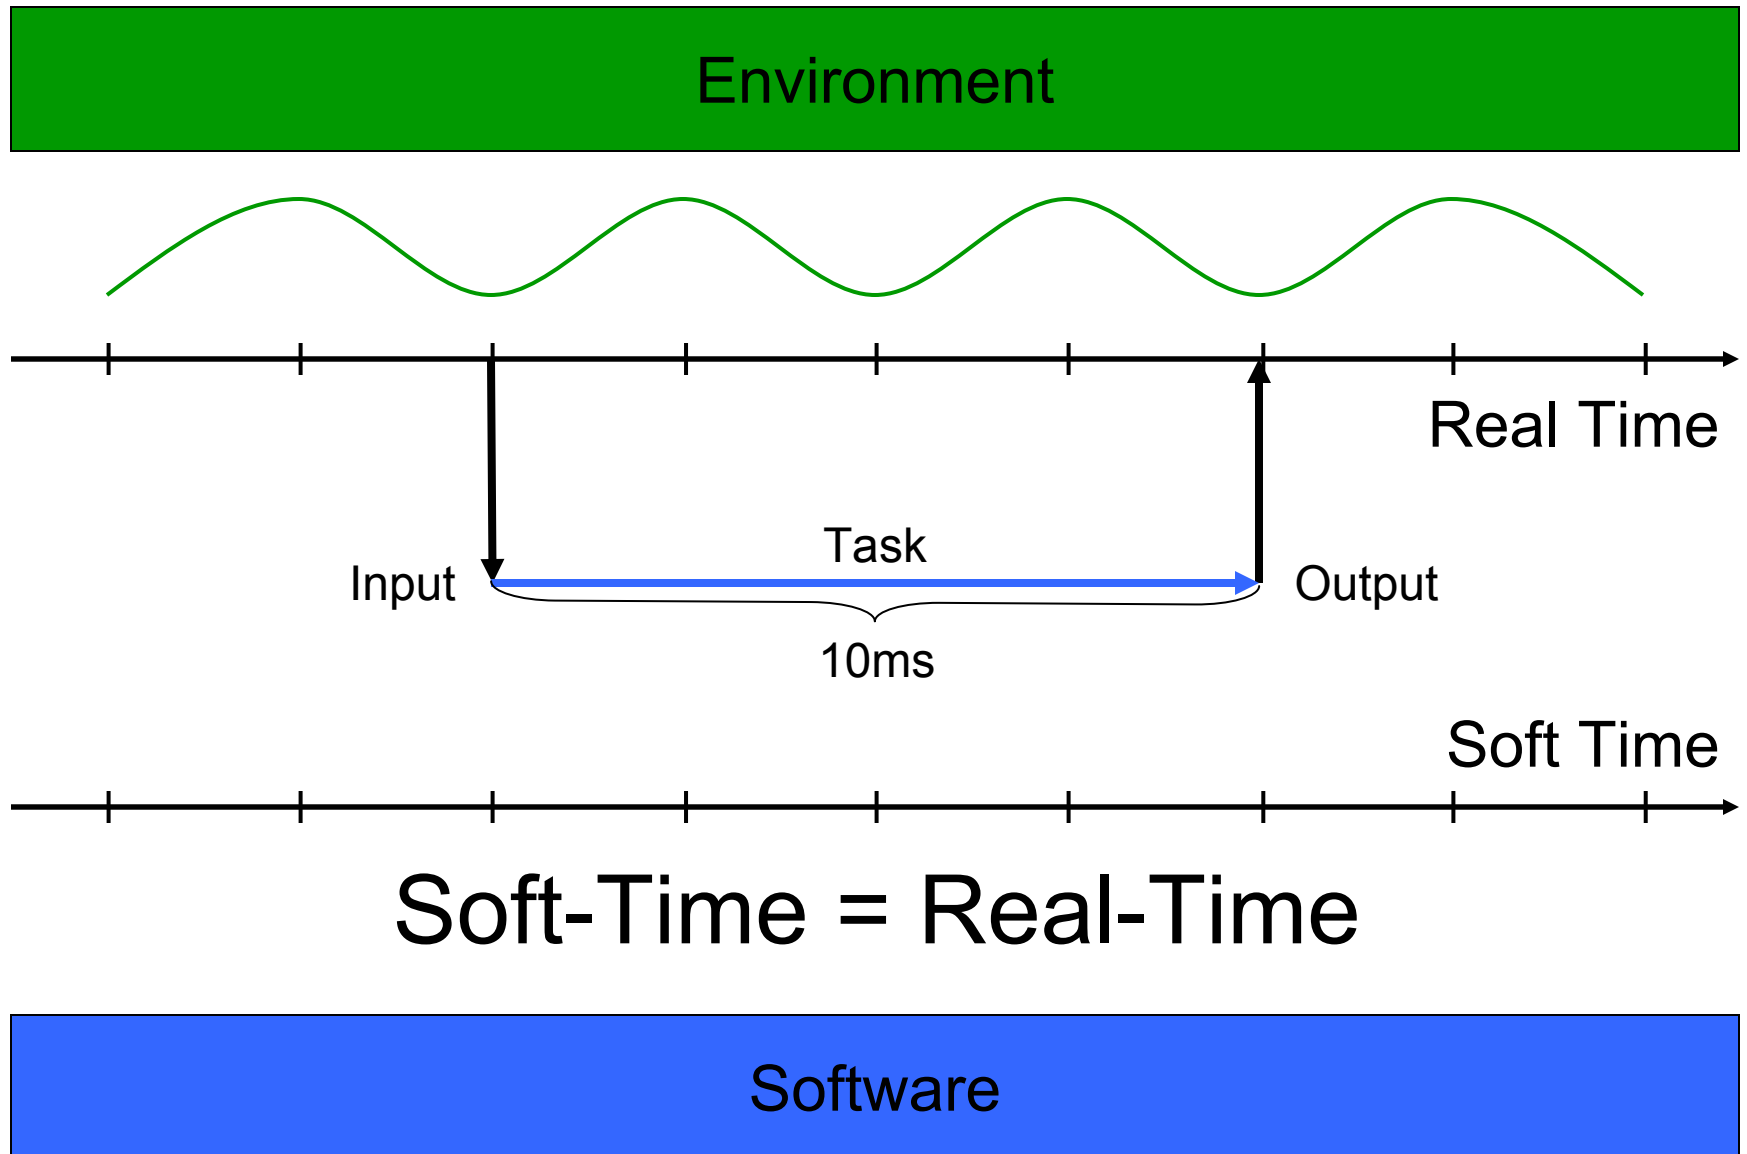 Environment
Real Time
Task
Input
Output
10ms
Soft Time
Soft-Time = Real-Time
Software